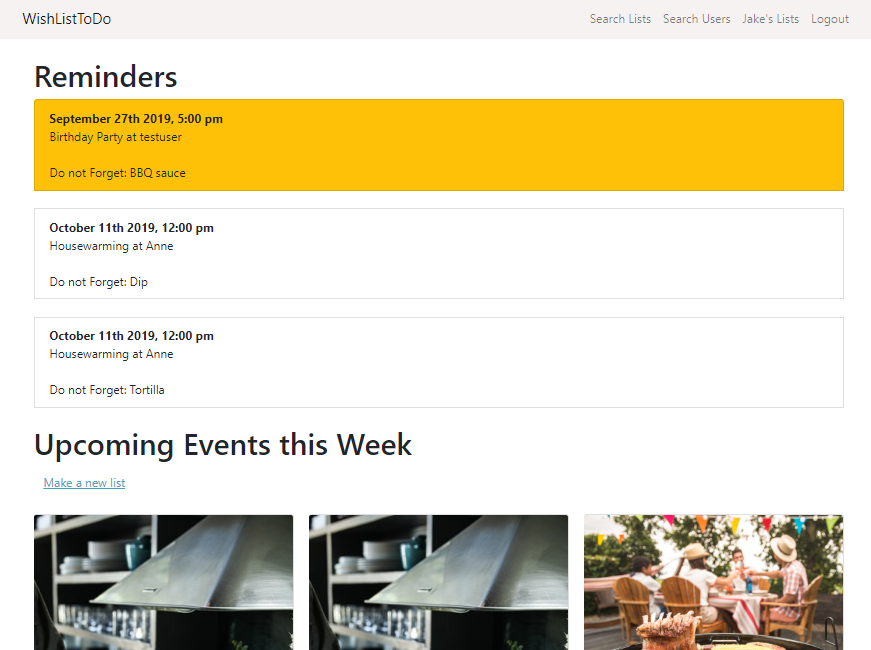 WishListToDo
Search Lists Search Users Jake's Lists Logout
Reminders
September 27th 2019, 5:00 pm
Birthday Party at testuser
Do not Forget: BBQ sauce
October 11th 2019, 12:00 pm
Housewarming at Anne
Do not Forget: Dip
October 11th 2019, 12:00 pm
Housewarming at Anne
Do not Forget: Tortilla
Upcoming Events this Week
Make a new list